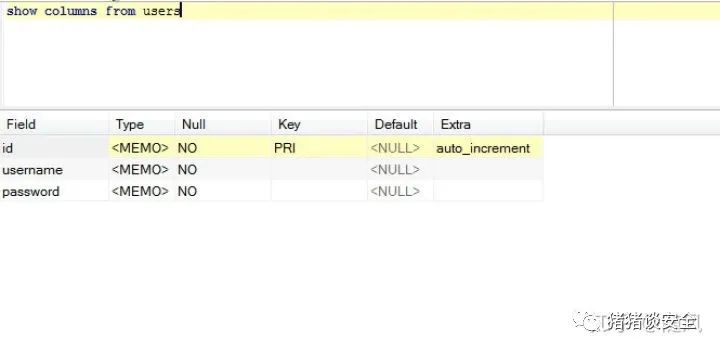 show columns from users
Field Type Null Key Default Extra
id <MEMO> NO PRI <NULL> auto_increment
username <MEMO> NO <NULL>
password <MEMO> NO <NULL>
猪猪谈安全